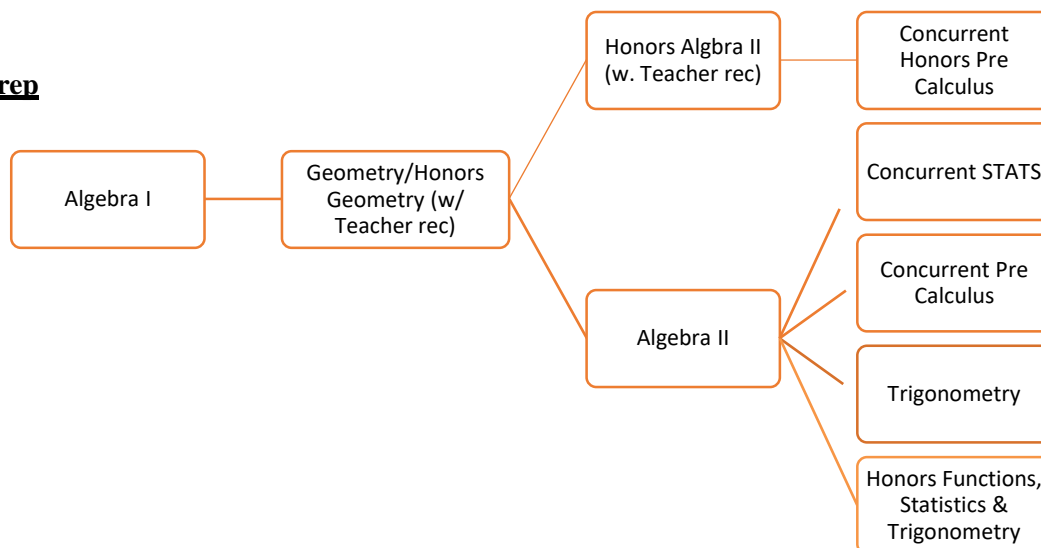 rep
Algebra I
Geometry/Honors
Geometry (w/
Teacher rec)
Honors Algbra II
(w. Teacher rec)
Algebra II
Concurrent
Honors Pre
Calculus
Concurrent STATS
Concurrent Pre
Calculus
Trigonometry
Honors Functions,
Statistics &
Trigonometry